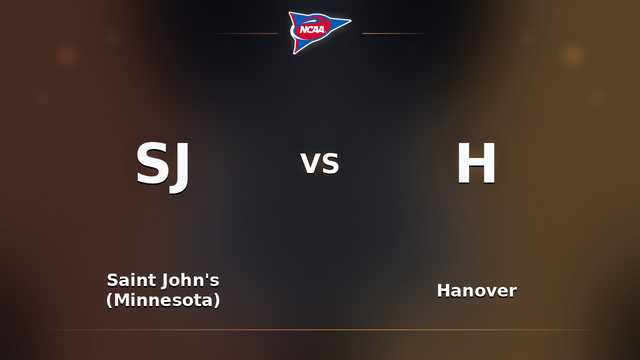 NCAA
SJ
VS
H
Saint John's
(Minnesota)
Hanover